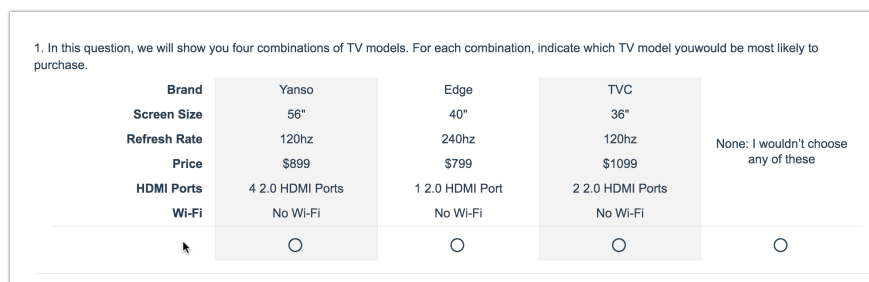 1. In this question, we will show you four combinations of TV models. For each combination, indicate which TV model youwould be most likely to
purchase.
Brand Yanso Edge TVC
Screen Size 56" 40" 36"
Refresh Rate 120hz 240hz 120hz
None: I wouldn't choose
any of these
Price $899 $799 $1099
HDMI Ports 4 2.0 HDMI Ports 1 2.0 HDMI Port 2 2.0 HDMI Ports
Wi-Fi No Wi-Fi No Wi-Fi No Wi-Fi